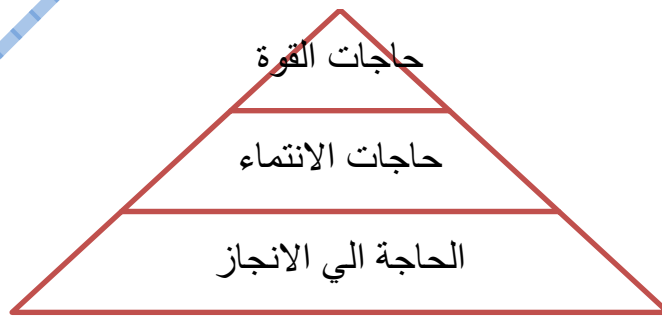 حاجات القوة
حاجات الانتماء
الحاجة الي الانجاز